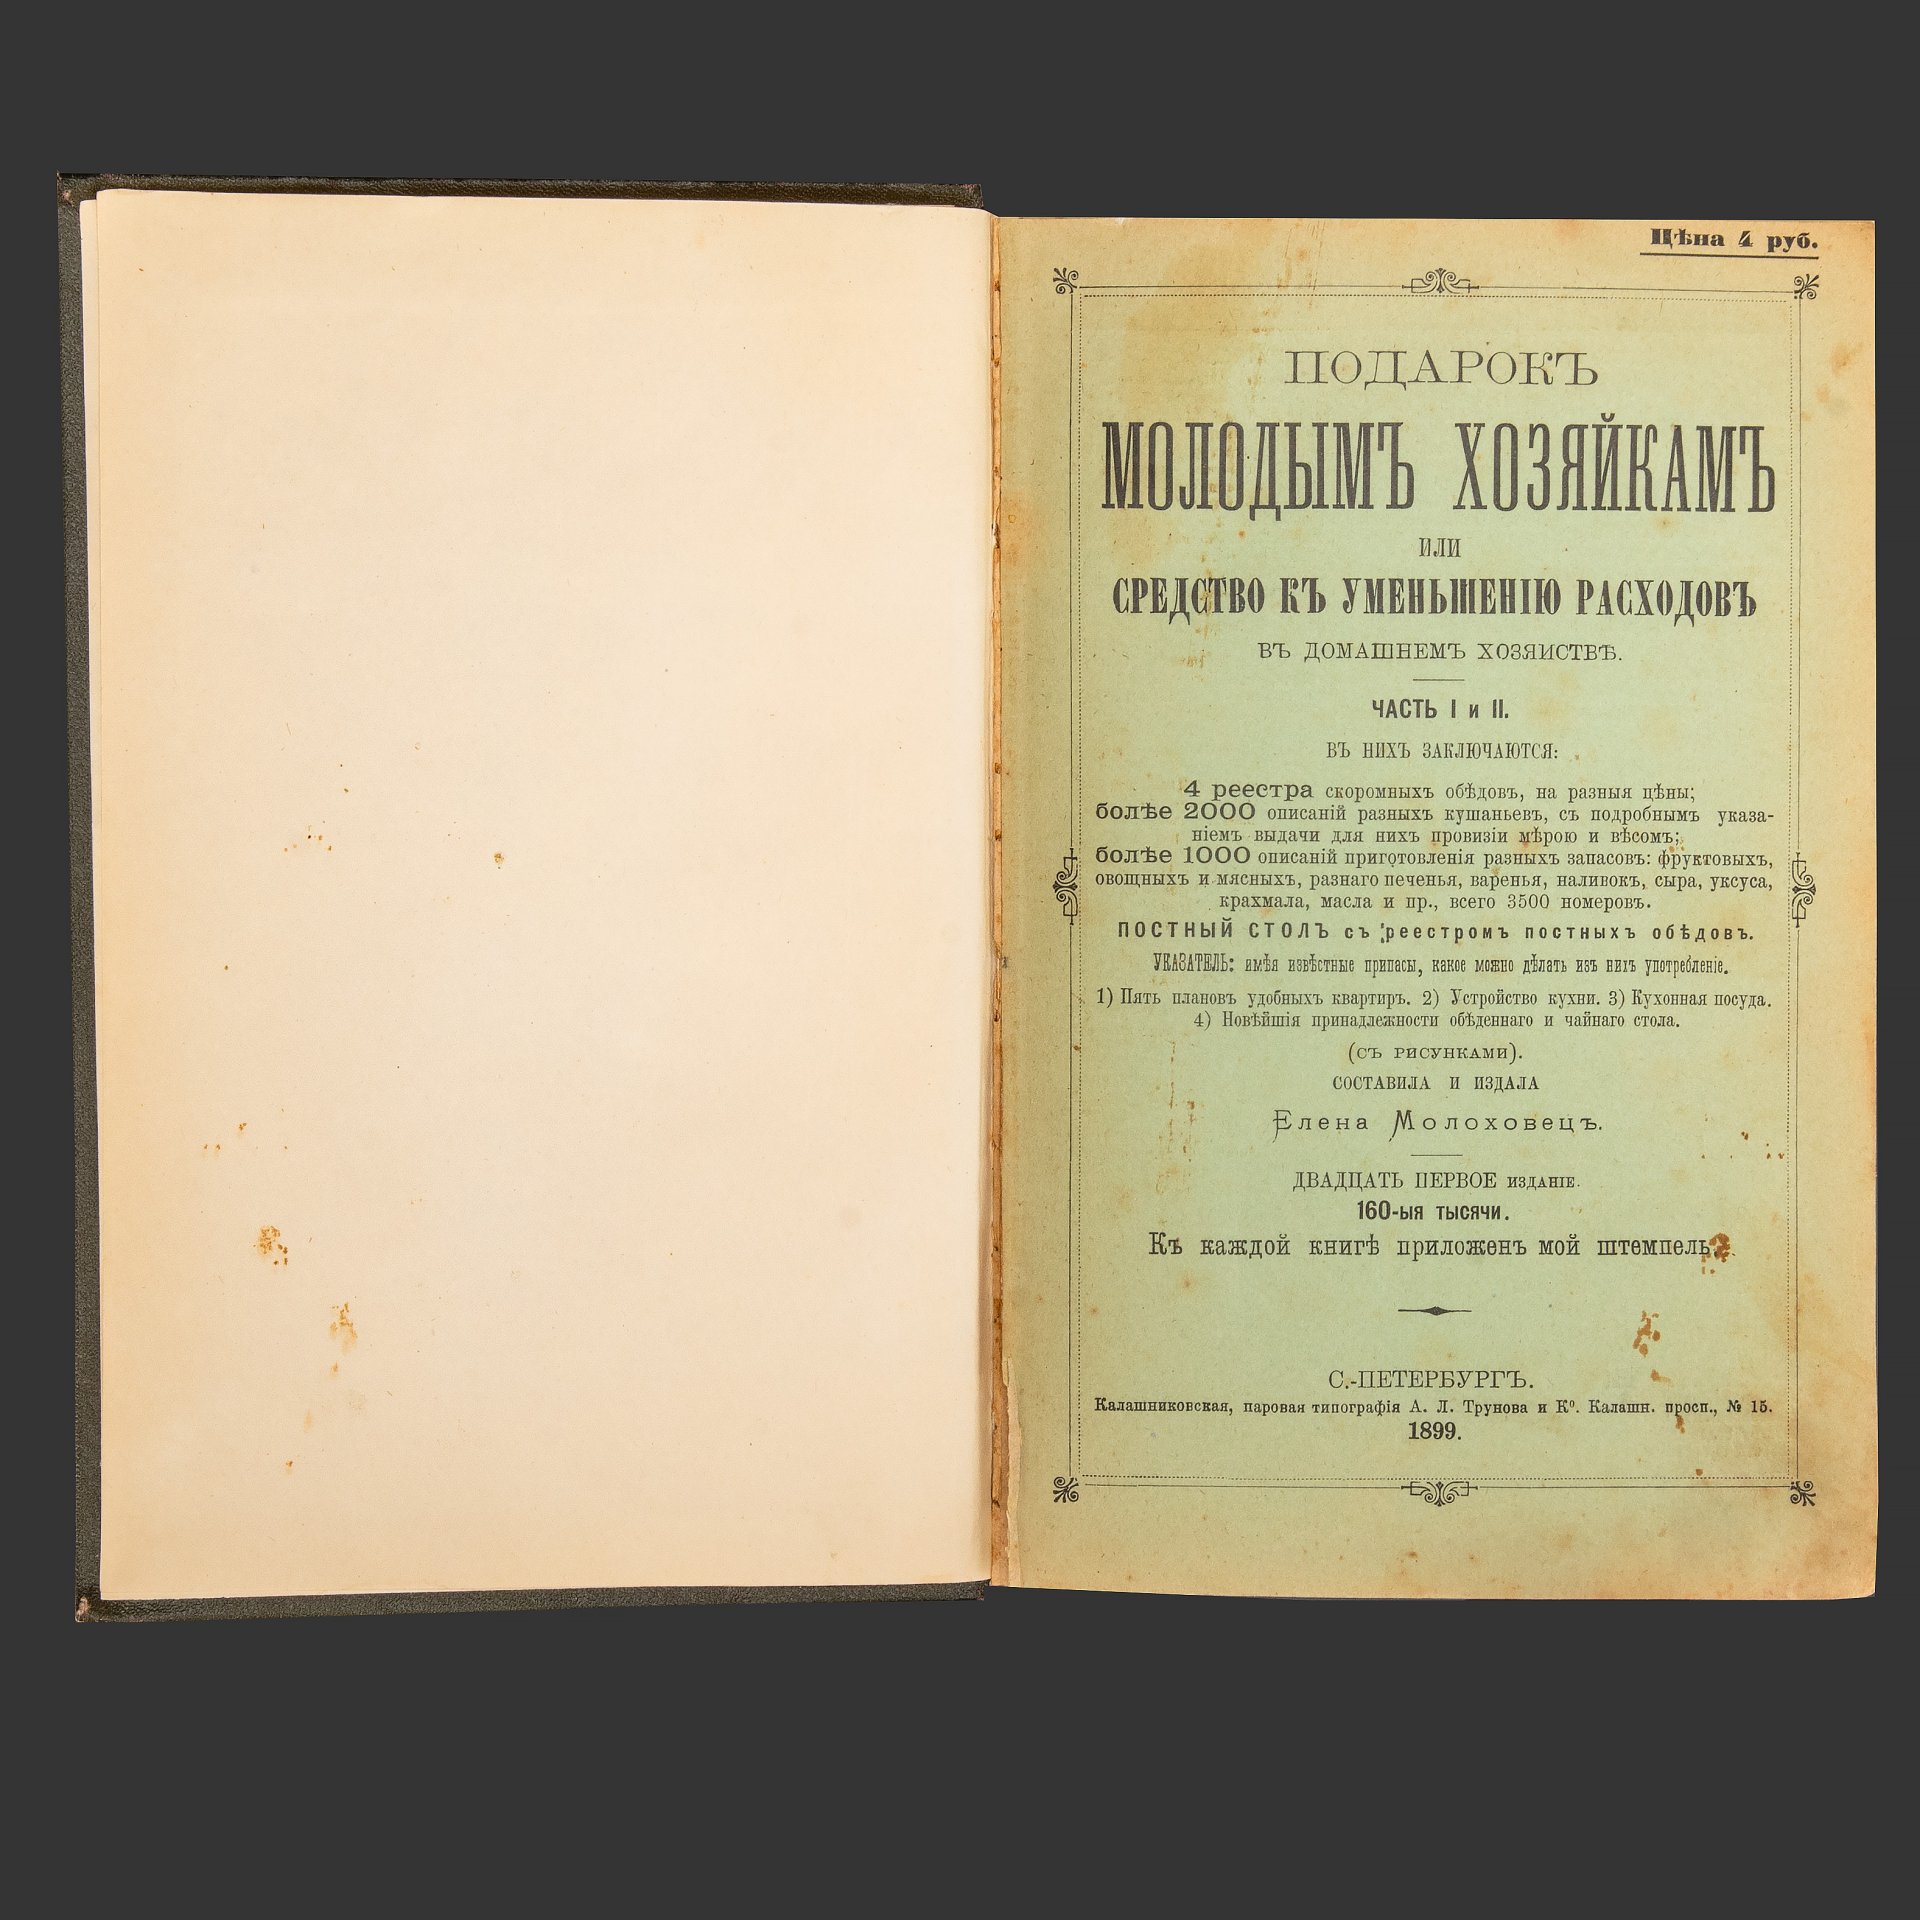 Цѣна 4 руб.
ПОДАРОКЪ
МОЛОДЫМЪ ХОЗЯЙКАМЪ
ИЛИ
СРЕДСТВО КЪ УМЕНЬШЕНІЮ РАСХОДОВЪ
ВЪ ДОМАШНЕМЪ ХОЗЯИСТВѢ.
ЧАСТЬ I и II.
ВЪ НИХЪ ЗАКЛЮЧАЮТСЯ:
4 реестра скоромныхъ обѣдовъ, на разныя цѣны;
болѣе 2000 описаній разныхъ кушаньевъ, съ подробнымъ указа-
ніемъ выдачи для нихъ провизіи мѣрою и вѣсомъ;
болѣе 1000 описаній приготовленія разныхъ запасовъ: фруктовыхъ,
овощныхъ и мясныхъ, разнаго печенья, варенья, наливокъ, сыра, уксуса,
крахмала, масла и пр., всего 3500 номеровъ.
ПОСТНЫЙ СТОЛЪ съ реестромъ постныхъ обѣдовъ.
УКАЗАТЕЛЬ: имѣя извѣстные припасы, какое можно дѣлать изъ нихъ употребленіе.
1) Пять плановъ удобныхъ квартиръ. 2) Устройство кухни. 3) Кухонная посуда.
4) Новѣйшія принадлежности обѣденнаго и чайнаго стола.
(СЪ РИСУНКАМИ).
СОСТАВИЛА И ИЗДАЛА
Елена Молоховецъ.
ДВАДЦАТЬ ПЕРВОЕ ИЗДАНІЕ.
160-ыя тысячи.
Къ каждой книгѣ приложенъ мой штемпель.
С.-ПЕТЕРБУРГЪ.
Калашниковская, паровая типографія А. Л. Трунова и Кº. Калашн. просп., № 15.
1899.